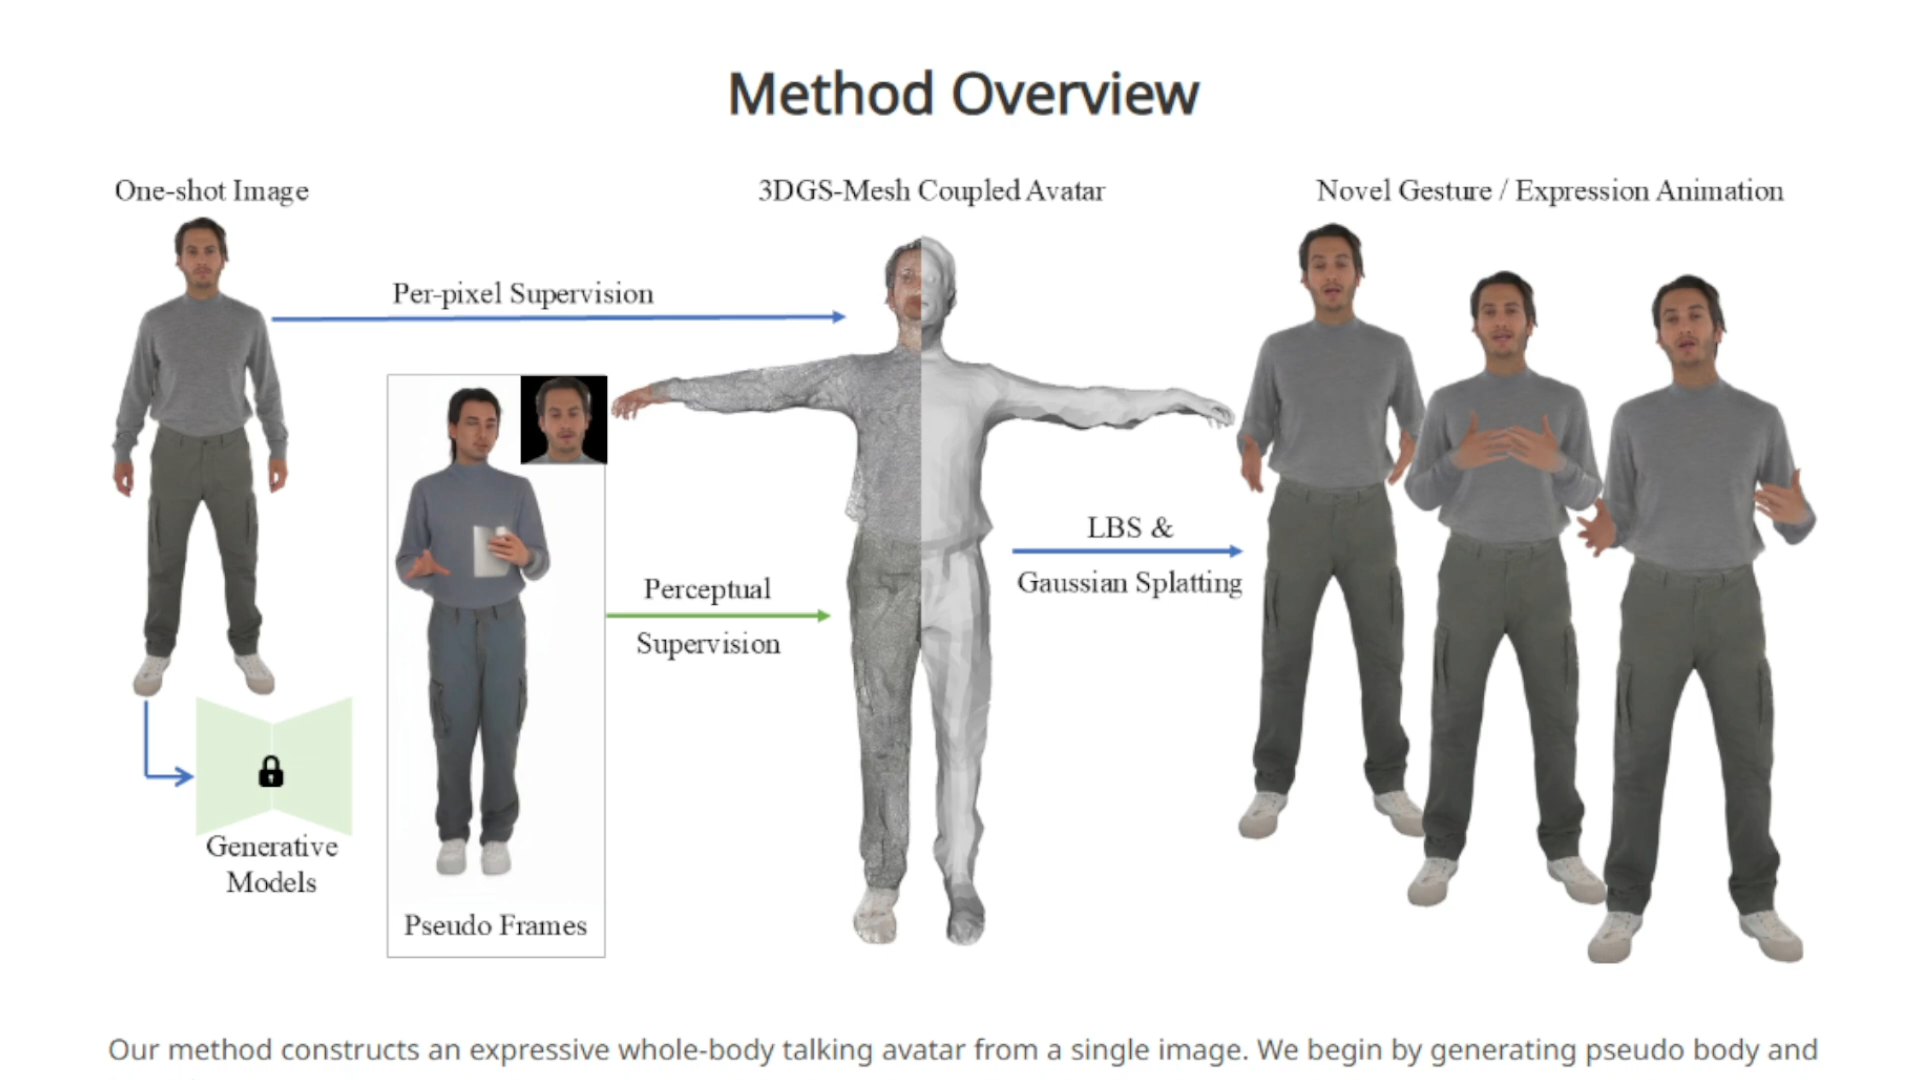 Method Overview
One-shot Image
3DGS-Mesh Coupled Avatar
Novel Gesture / Expression Animation
Per-pixel Supervision
Perceptual
Supervision
LBS &
Gaussian Splatting
Generative
Models
Pseudo Frames
Our method constructs an expressive whole-body talking avatar from a single image. We begin by generating pseudo body and